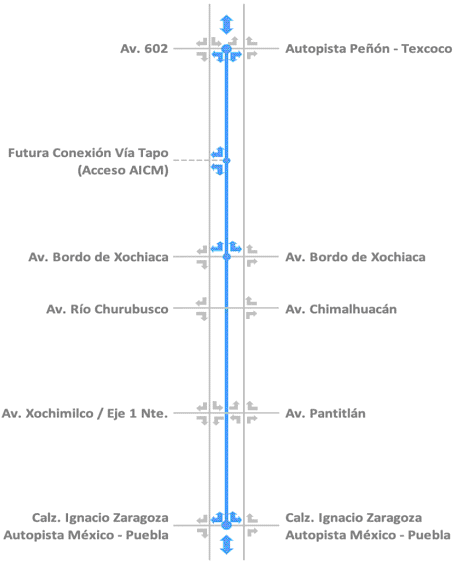 Av. 602
Autopista Peñón - Texcoco
Futura Conexión Vía Tapo
(Acceso AICM)
Av. Bordo de Xochiaca
Av. Bordo de Xochiaca
Av. Río Churubusco
Av. Chimalhuacán
Av. Xochimilco / Eje 1 Nte.
Av. Pantitlán
Calz. Ignacio Zaragoza
Autopista México - Puebla
Calz. Ignacio Zaragoza
Autopista México - Puebla